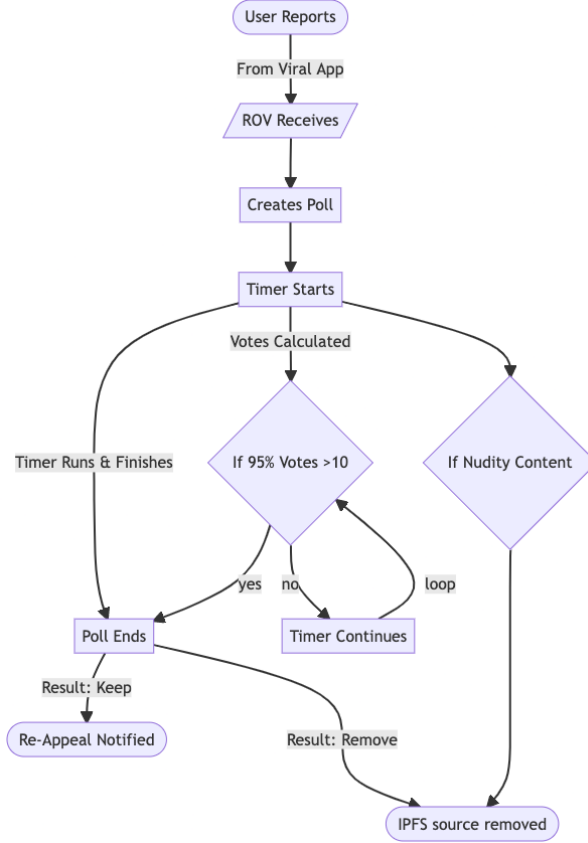 User Reports
From Viral App
ROV Receives
Creates Poll
Timer Starts
Votes Calculated
Timer Runs & Finishes
If 95% Votes >10
If Nudity Content
yes
no
loop
Poll Ends
Timer Continues
Result: Keep
Re-Appeal Notified
Result: Remove
IPFS source removed